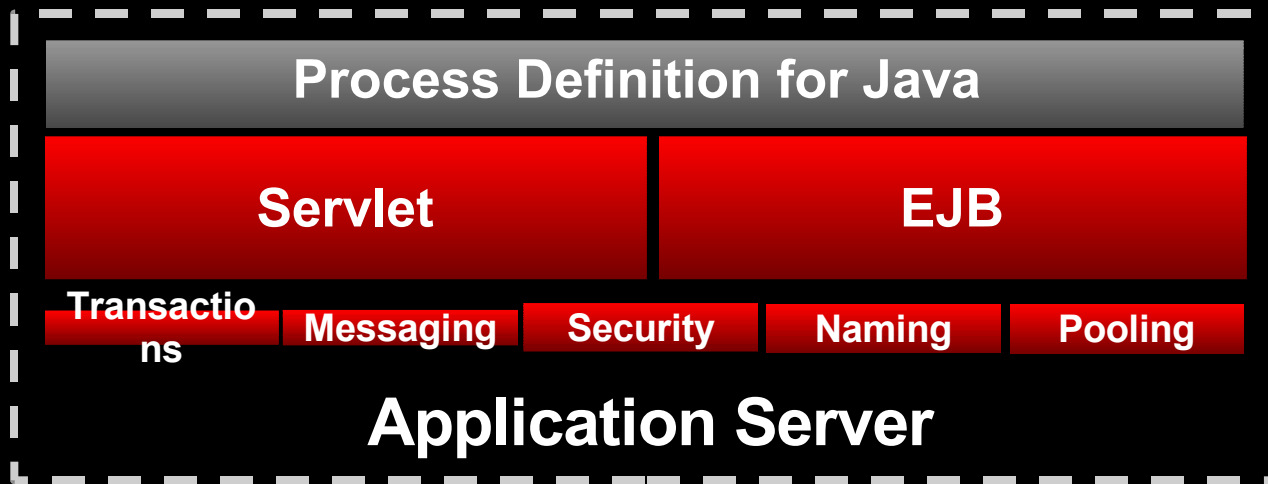 Process Definition for Java
Servlet
EJB
Transactio
ns
Messaging
Security
Naming
Pooling
Application Server